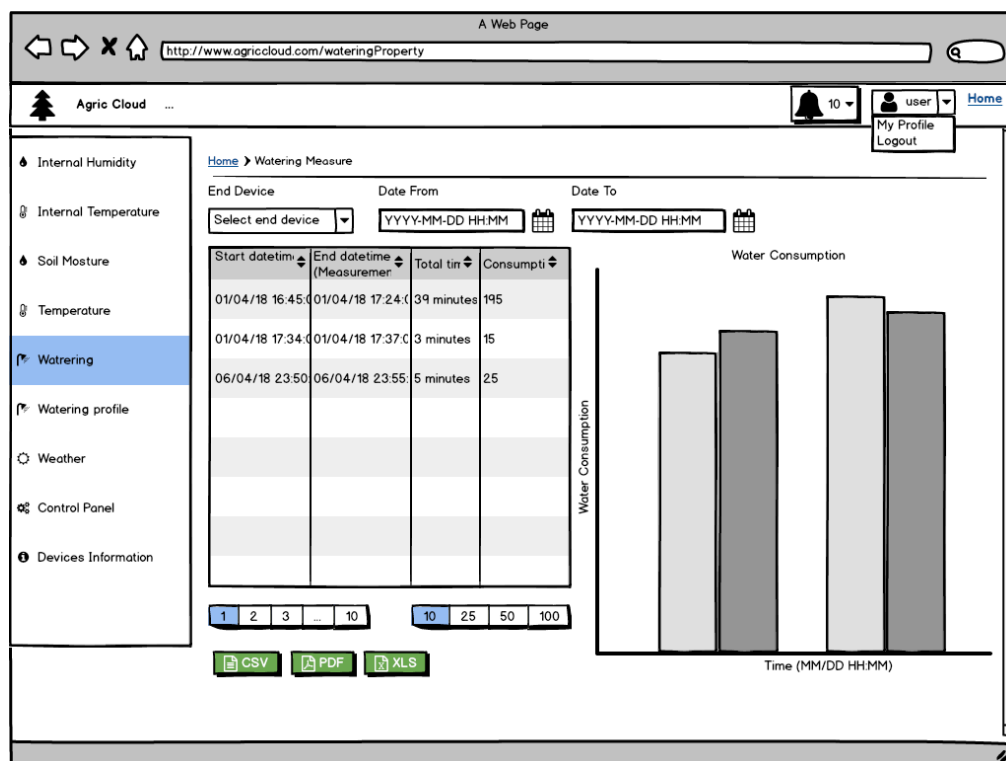 A Web Page
http://www.agriccloud.com/wateringProperty
Agric Cloud ...
10
user
Home
My Profile
Logout
Internal Humidity
Internal Temperature
Soil Mosture
Temperature
Watrering
Watering profile
Weather
Control Panel
Devices Information
Home > Watering Measure
End Device
Date From
Date To
Select end device
YYYY-MM-DD HH:MM
YYYY-MM-DD HH:MM
Start datetim
End datetime
(Measuremen
Total tim
Consumpti
01/04/18 16:45:0 01/04/18 17:24:0 39 minutes 195
01/04/18 17:34:0 01/04/18 17:37:0 3 minutes 15
06/04/18 23:50: 06/04/18 23:55: 5 minutes 25
1 2 3 ... 10
10 25 50 100
CSV PDF XLS
Water Consumption
Water Consumption
Time (MM/DD HH:MM)